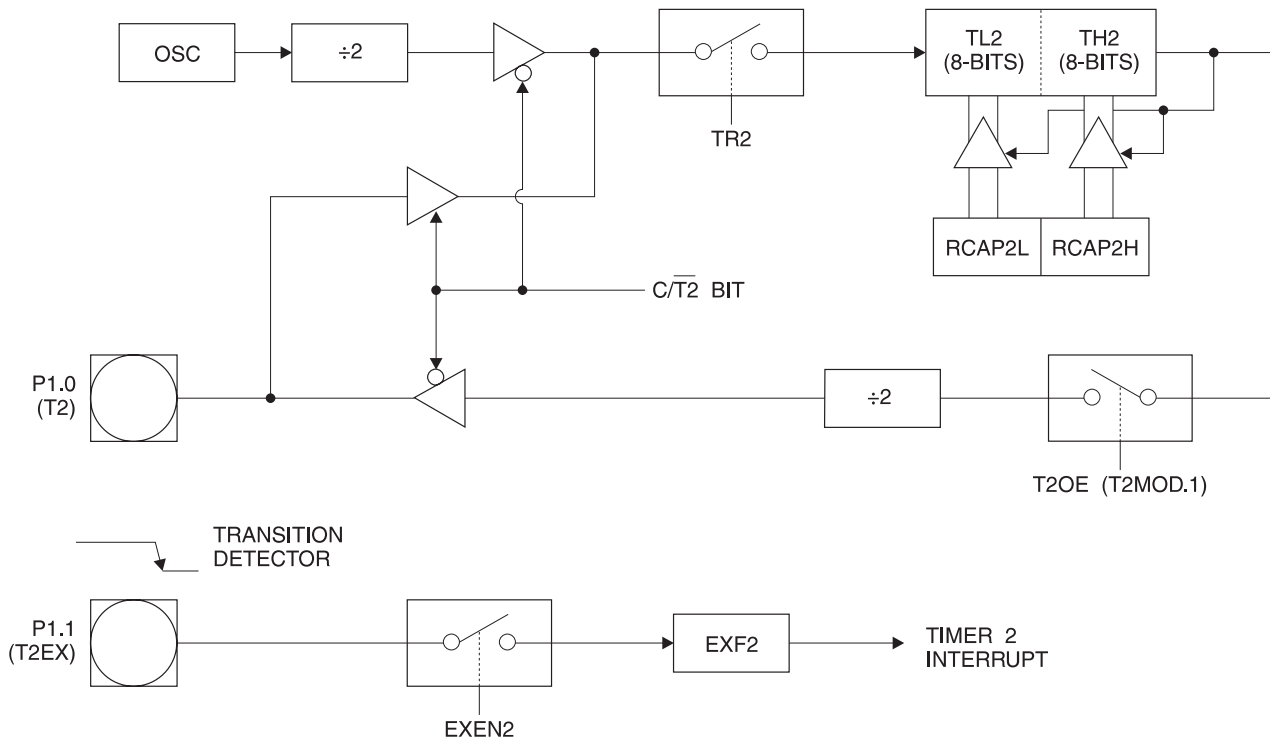 OSC
÷2
TR2
TL2
(8-BITS)
TH2
(8-BITS)
RCAP2L
RCAP2H
C/T̅2̅ BIT
P1.0
(T2)
÷2
T2OE (T2MOD.1)
TRANSITION
DETECTOR
P1.1
(T2EX)
EXEN2
EXF2
TIMER 2
INTERRUPT